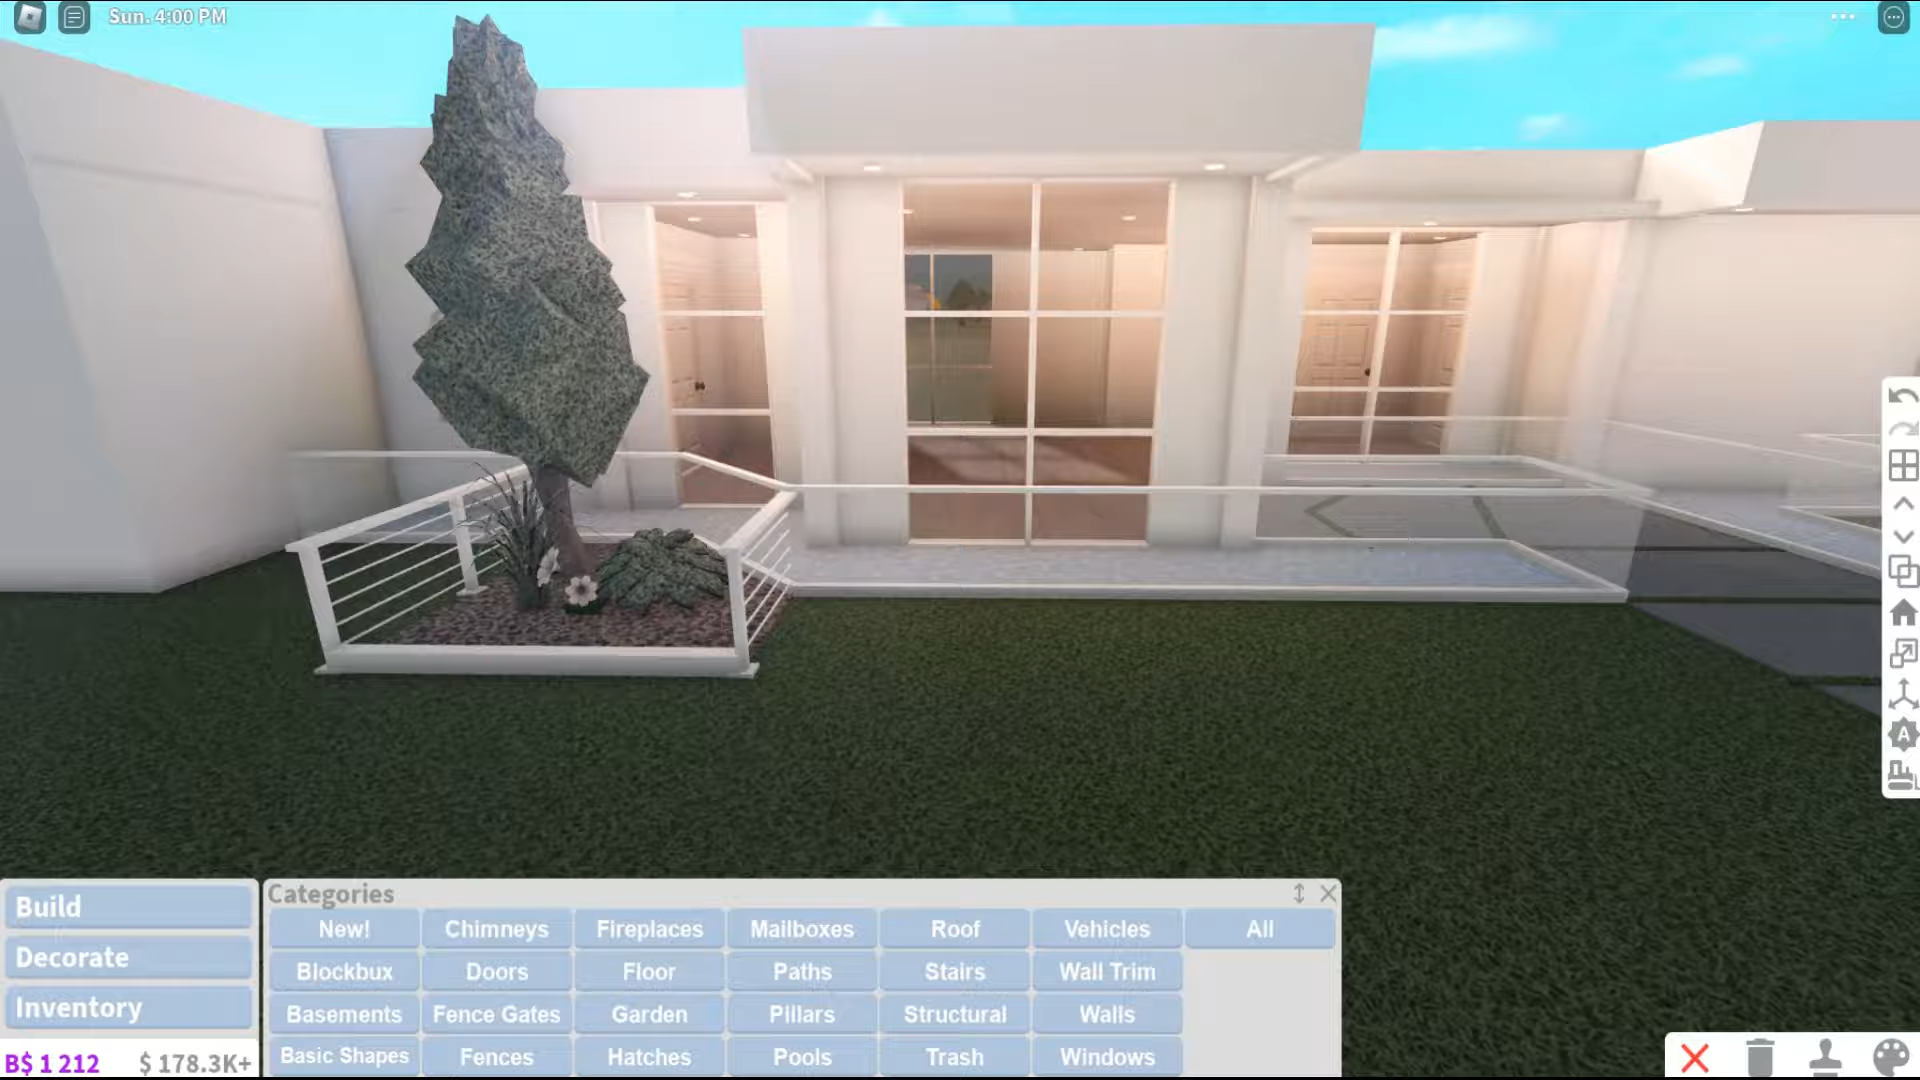 Sun. 4:00 PM
Build
Decorate
Inventory
B$ 1 212
$ 178.3K+
Categories
New! Chimneys Fireplaces Mailboxes Roof Vehicles All
Blockbux Doors Floor Paths Stairs Wall Trim
Basements Fence Gates Garden Pillars Structural Walls
Basic Shapes Fences Hatches Pools Trash Windows
A